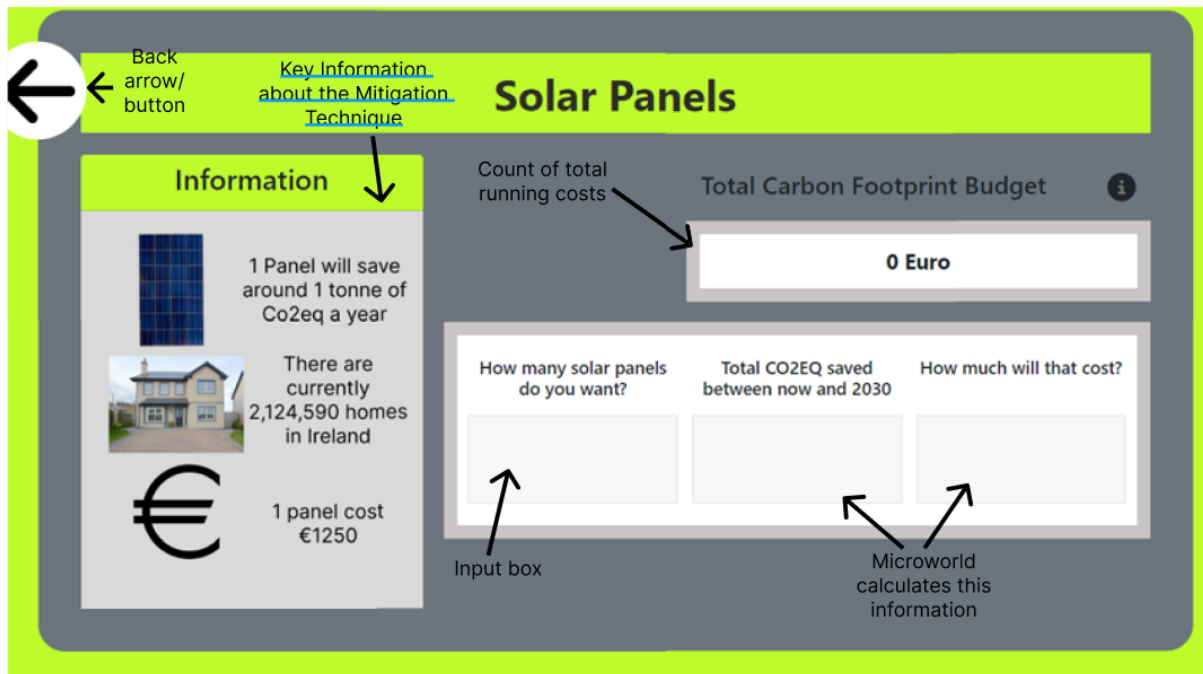 Back
arrow/
button
Key Information
about the Mitigation
Technique
Solar Panels
Information
1 Panel will save
around 1 tonne of
Co2eq a year
There are
currently
2,124,590 homes
in Ireland
€
1 panel cost
€1250
Count of total
running costs
Total Carbon Footprint Budget
i
0 Euro
How many solar panels
do you want?
Total CO2EQ saved
between now and 2030
How much will that cost?
Input box
Microworld
calculates this
information